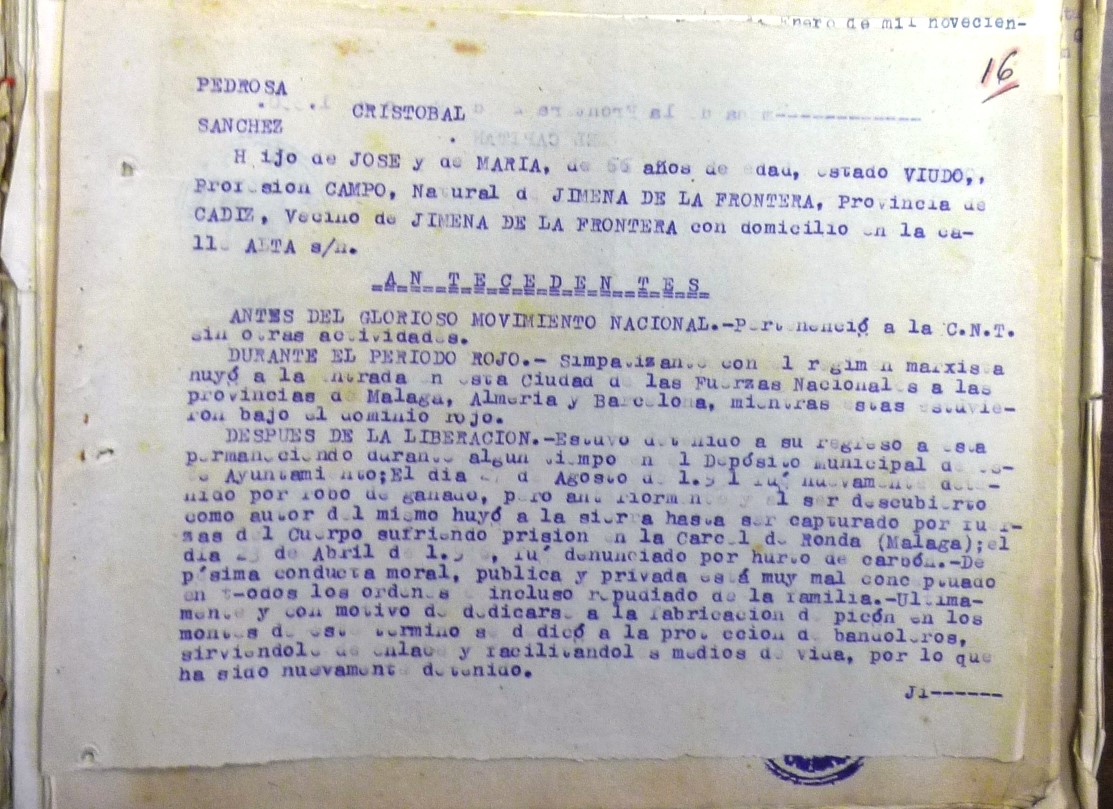 de Enero de mil novecien-
16
PEDROSA
CRISTOBAL
SANCHEZ
Hijo de JOSE y de MARIA, de 66 años de edad, estado VIUDO,,
Profesion CAMPO, Natural de JIMENA DE LA FRONTERA, Provincia de
CADIZ, Vecino de JIMENA DE LA FRONTERA con domicilio en la ca-
lle ALTA s/n.
ANTECEDENTES
ANTES DEL GLORIOSO MOVIMIENTO NACIONAL.-Pertenenció a la C.N.T.
sin otras actividades.
DURANTE EL PERIODO ROJO.- Simpatizante con el regimen marxista
huyó a la entrada en esta Ciudad de las Fuerzas Nacionales a las
provincias de Malaga, Almeria y Barcelona, mientras estas estuvie-
ron bajo el dominio rojo.
DESPUES DE LA LIBERACION.-Estuvo detenido a su regreso a esta
permaneciendo durante algun tiempo en el Depósito municipal de es-
te Ayuntamiento;El dia de Agosto de fué nuevamente dete-
nido por robo de ganado, pero anteriormente y al ser descubierto
como autor del mismo huyó a la sierra hasta ser capturado por fuer-
zas del Cuerpo sufriendo prision en la Carcel de Ronda (Malaga);el
dia de Abril de fué denunciado por hurto de carbón.-De
pésima conducta moral, publica y privada está muy mal conceptuado
en t-odos los ordenes e incluso repudiado de la familia.-Ultima-
mente y con motivo de dedicarse a la fabricacion de picón en los
montes de este termino se dedicó a la proteccion de bandoleros,
sirviendole de enlace y facilitandoles medios de vida, por lo que
ha sido nuevamente detenido.
J1------